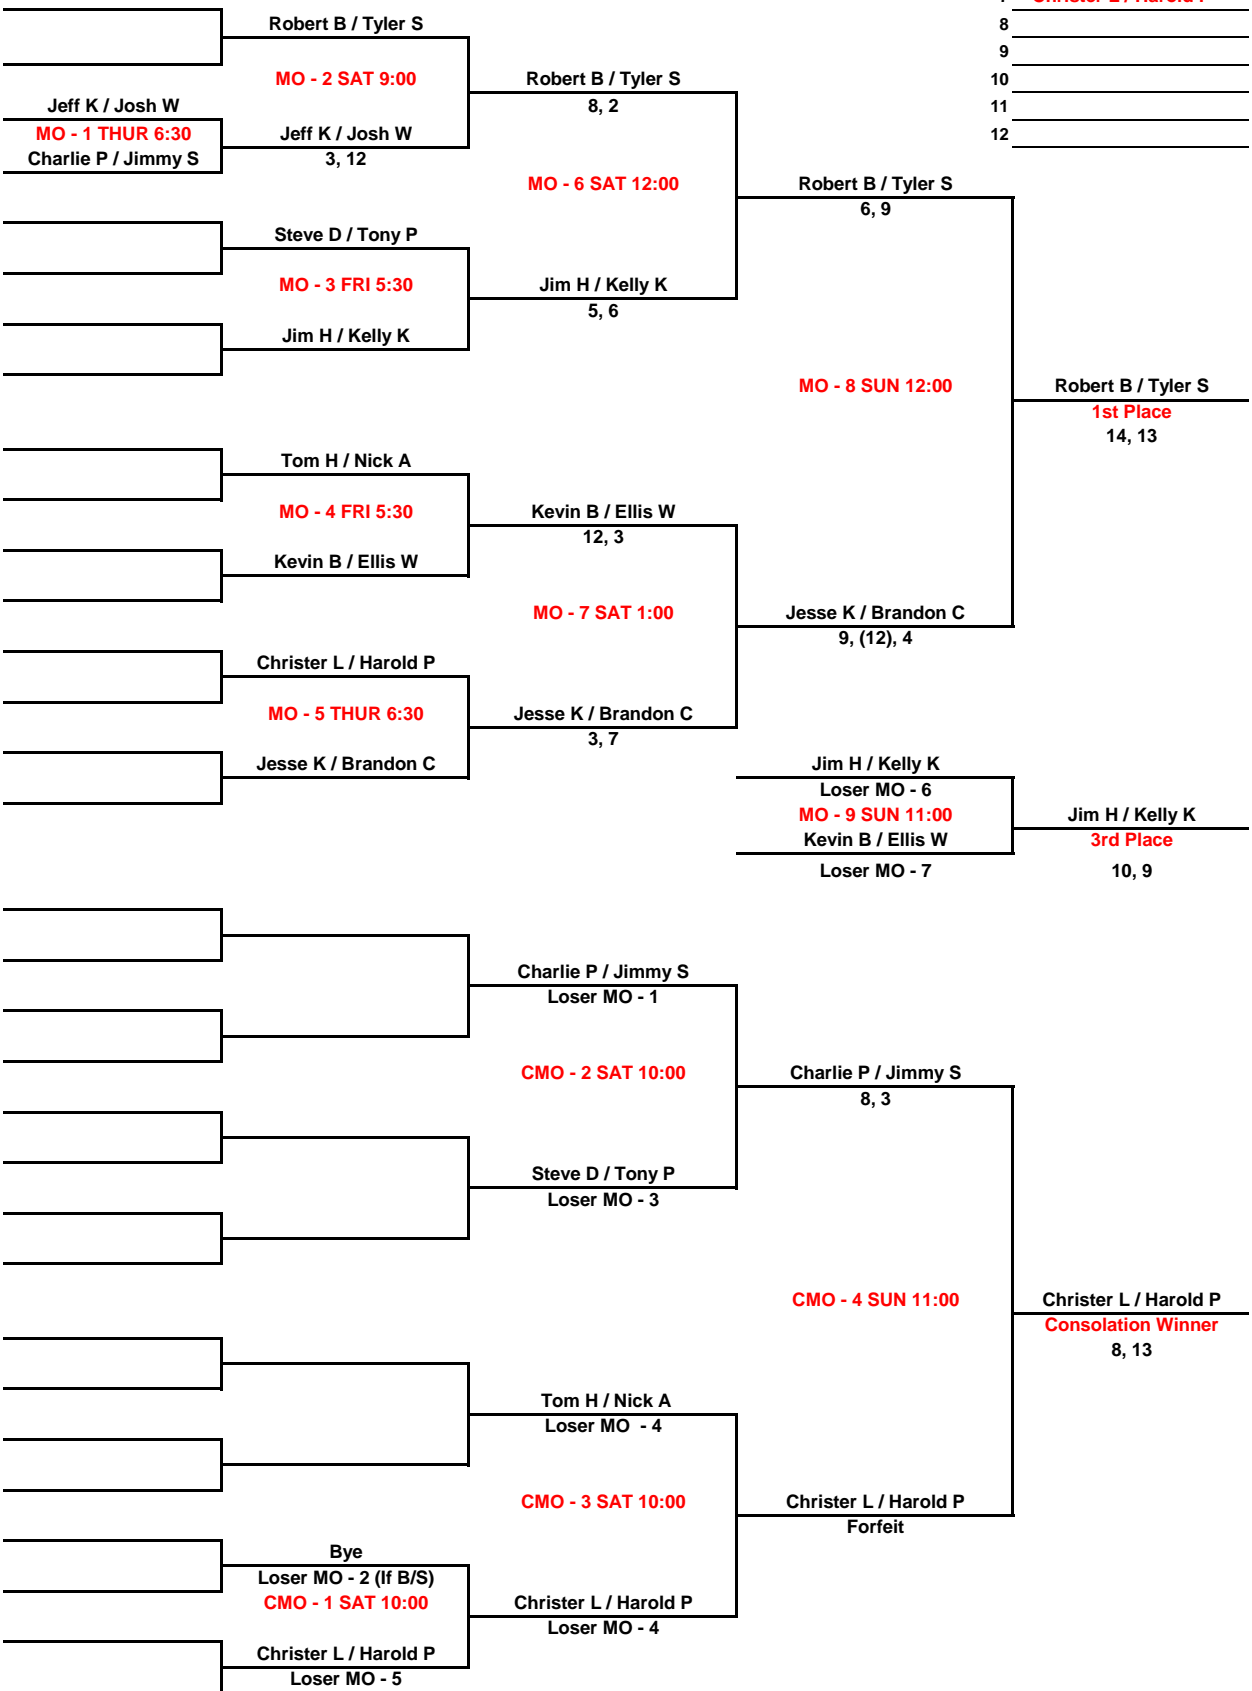 Robert B / Tyler S
8
MO - 2 SAT 9:00
9
Robert B / Tyler S
10
Jeff K / Josh W
8, 2
11
MO - 1 THUR 6:30
Jeff K / Josh W
12
Charlie P / Jimmy S
3, 12
MO - 6 SAT 12:00
Robert B / Tyler S
6, 9
Steve D / Tony P
MO - 3 FRI 5:30
Jim H / Kelly K
5, 6
Jim H / Kelly K
MO - 8 SUN 12:00
Robert B / Tyler S
1st Place
14, 13
Tom H / Nick A
MO - 4 FRI 5:30
Kevin B / Ellis W
12, 3
Kevin B / Ellis W
MO - 7 SAT 1:00
Jesse K / Brandon C
9, (12), 4
Christer L / Harold P
MO - 5 THUR 6:30
Jesse K / Brandon C
3, 7
Jesse K / Brandon C
Jim H / Kelly K
Loser MO - 6
MO - 9 SUN 11:00
Jim H / Kelly K
Kevin B / Ellis W
3rd Place
Loser MO - 7
10, 9
Charlie P / Jimmy S
Loser MO - 1
CMO - 2 SAT 10:00
Charlie P / Jimmy S
8, 3
Steve D / Tony P
Loser MO - 3
CMO - 4 SUN 11:00
Christer L / Harold P
Consolation Winner
8, 13
Tom H / Nick A
Loser MO  - 4
CMO - 3 SAT 10:00
Christer L / Harold P
Forfeit
Bye
Loser MO - 2 (If B/S)
CMO - 1 SAT 10:00
Christer L / Harold P
Loser MO - 4
Christer L / Harold P
Loser MO - 5